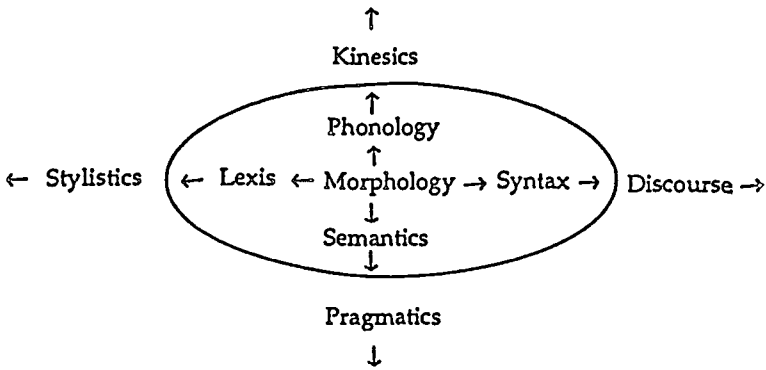 ↑
Kinesics
↑
Phonology
↑
← Stylistics ← Lexis ← Morphology → Syntax → Discourse →
↓
Semantics
↓
Pragmatics
↓